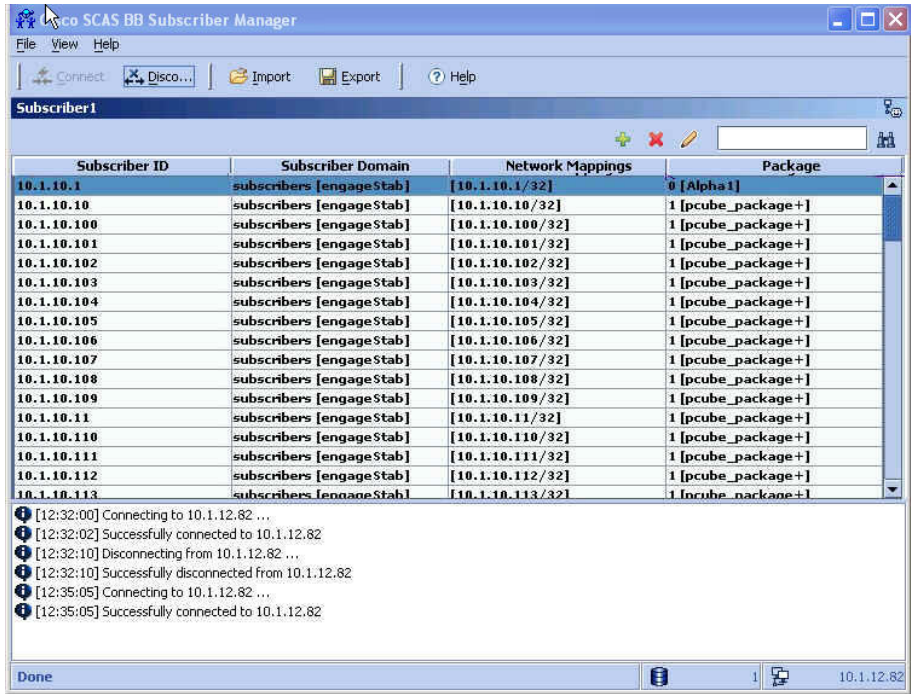 co SCAS BB Subscriber Manager
File View Help
Connect Disco... Import Export Help
Subscriber1
Subscriber ID Subscriber Domain Network Mappings Package
10.1.10.1 subscribers [engageStab] [10.1.10.1/32] 0 [Alpha1]
10.1.10.10 subscribers [engageStab] [10.1.10.10/32] 1 [pcube_package+]
10.1.10.100 subscribers [engageStab] [10.1.10.100/32] 1 [pcube_package+]
10.1.10.101 subscribers [engageStab] [10.1.10.101/32] 1 [pcube_package+]
10.1.10.102 subscribers [engageStab] [10.1.10.102/32] 1 [pcube_package+]
10.1.10.103 subscribers [engageStab] [10.1.10.103/32] 1 [pcube_package+]
10.1.10.104 subscribers [engageStab] [10.1.10.104/32] 1 [pcube_package+]
10.1.10.105 subscribers [engageStab] [10.1.10.105/32] 1 [pcube_package+]
10.1.10.106 subscribers [engageStab] [10.1.10.106/32] 1 [pcube_package+]
10.1.10.107 subscribers [engageStab] [10.1.10.107/32] 1 [pcube_package+]
10.1.10.108 subscribers [engageStab] [10.1.10.108/32] 1 [pcube_package+]
10.1.10.109 subscribers [engageStab] [10.1.10.109/32] 1 [pcube_package+]
10.1.10.11 subscribers [engageStab] [10.1.10.11/32] 1 [pcube_package+]
10.1.10.110 subscribers [engageStab] [10.1.10.110/32] 1 [pcube_package+]
10.1.10.111 subscribers [engageStab] [10.1.10.111/32] 1 [pcube_package+]
10.1.10.112 subscribers [engageStab] [10.1.10.112/32] 1 [pcube_package+]
10.1.10.113 subscribers [engageStab] [10.1.10.113/32] 1 [pcube_package+]
[12:32:00] Connecting to 10.1.12.82 ...
[12:32:02] Successfully connected to 10.1.12.82
[12:32:10] Disconnecting from 10.1.12.82 ...
[12:32:10] Successfully disconnected from 10.1.12.82
[12:35:05] Connecting to 10.1.12.82 ...
[12:35:05] Successfully connected to 10.1.12.82
Done 1 10.1.12.82